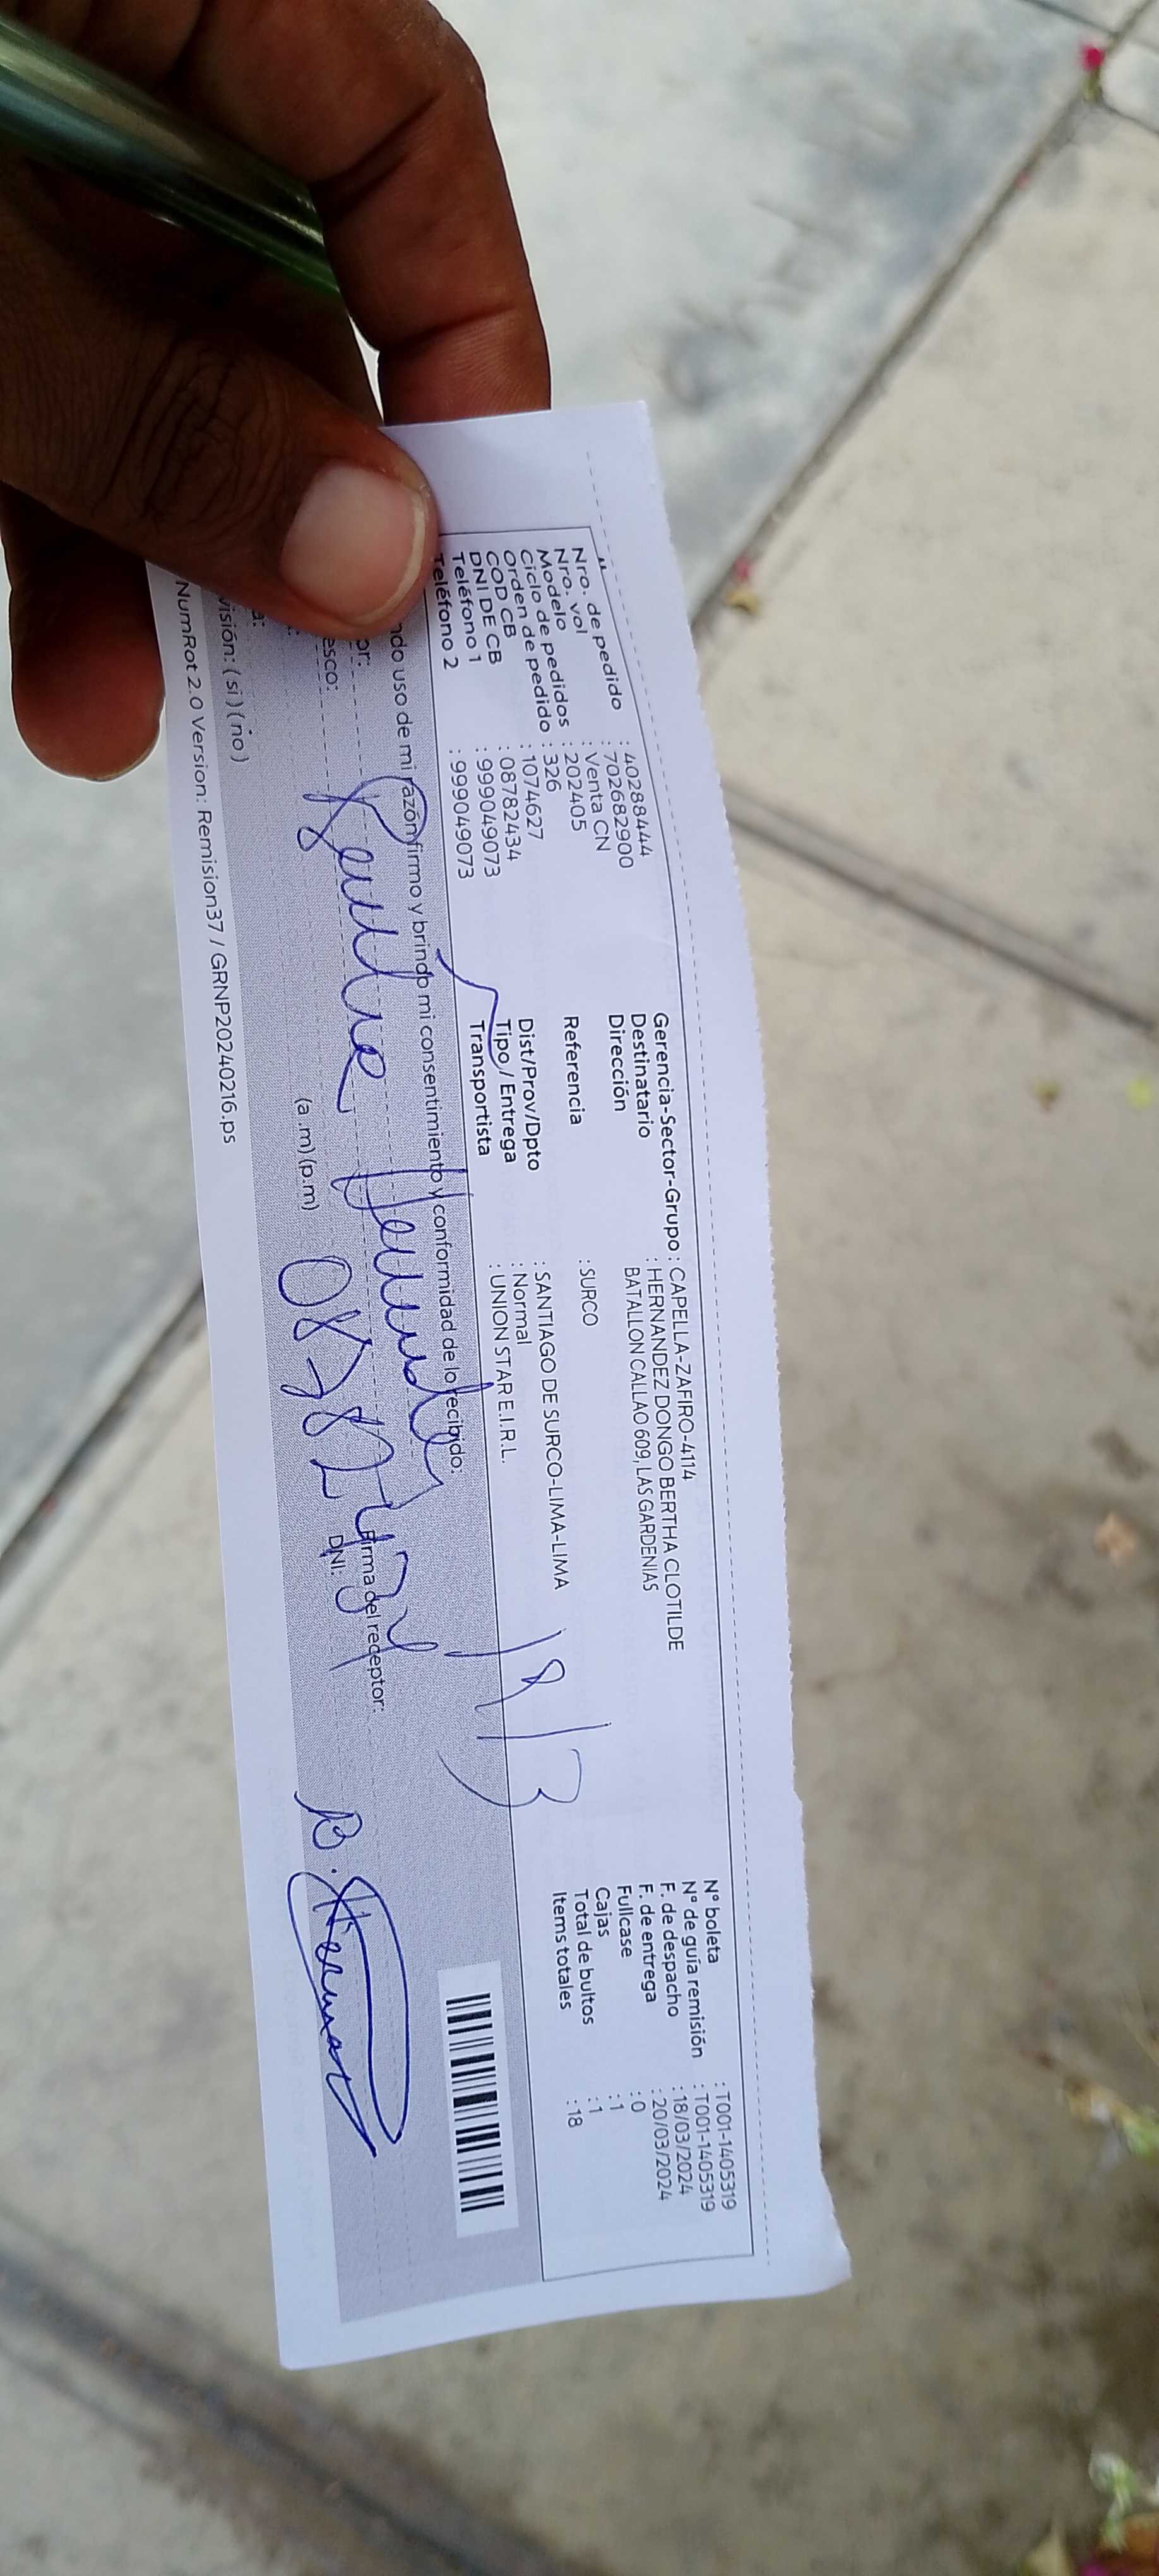 Nro. de pedido : 40288444
Nro. vol : 702682900
Modelo : Venta CN
Ciclo de pedidos : 202405
Orden de pedido : 326
COD CB : 1074627
DNI DE CB : 08782434
Teléfono 1 : 999049073
Teléfono 2 : 999049073
Gerencia-Sector-Grupo : CAPELLA-ZAFIRO-4114
Destinatario : HERNANDEZ DONGO BERTHA CLOTILDE
Dirección BATALLON CALLAO 609, LAS GARDENIAS
Referencia : SURCO
Dist/Prov/Dpto : SANTIAGO DE SURCO-LIMA-LIMA
Tipo / Entrega : Normal
Transportista : UNION STAR E.I.R.L.
N° boleta : T001-1405319
N° de guía remisión : T001-1405319
F. de despacho : 18/03/2024
F. de entrega : 20/03/2024
Fullcase : 0
Cajas : 1
Total de bultos : 1
Items totales : 18
uso de mi razón firmo y brindo mi consentimiento y conformidad de lo recibido:
Firma del receptor:
DNI:
08782434
(a.m) (p.m)
(si) (no)
NumRot 2.0 Version: Remision37 / GRNP20240216.ps